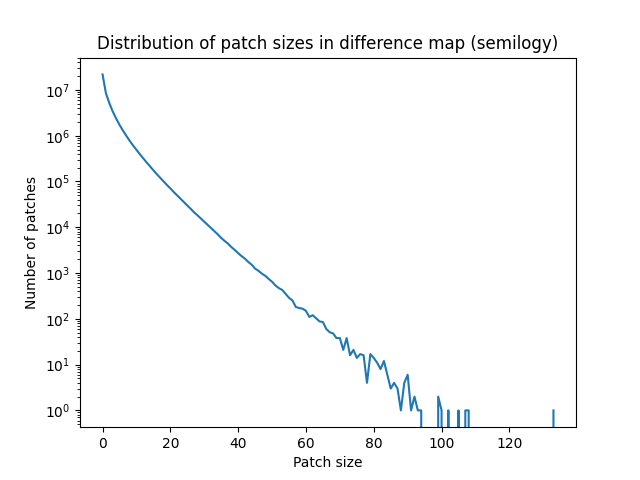 Distribution of patch sizes in difference map (semilogy)
Number of patches
10^7
10^6
10^5
10^4
10^3
10^2
10^1
10^0
0 20 40 60 80 100 120
Patch size